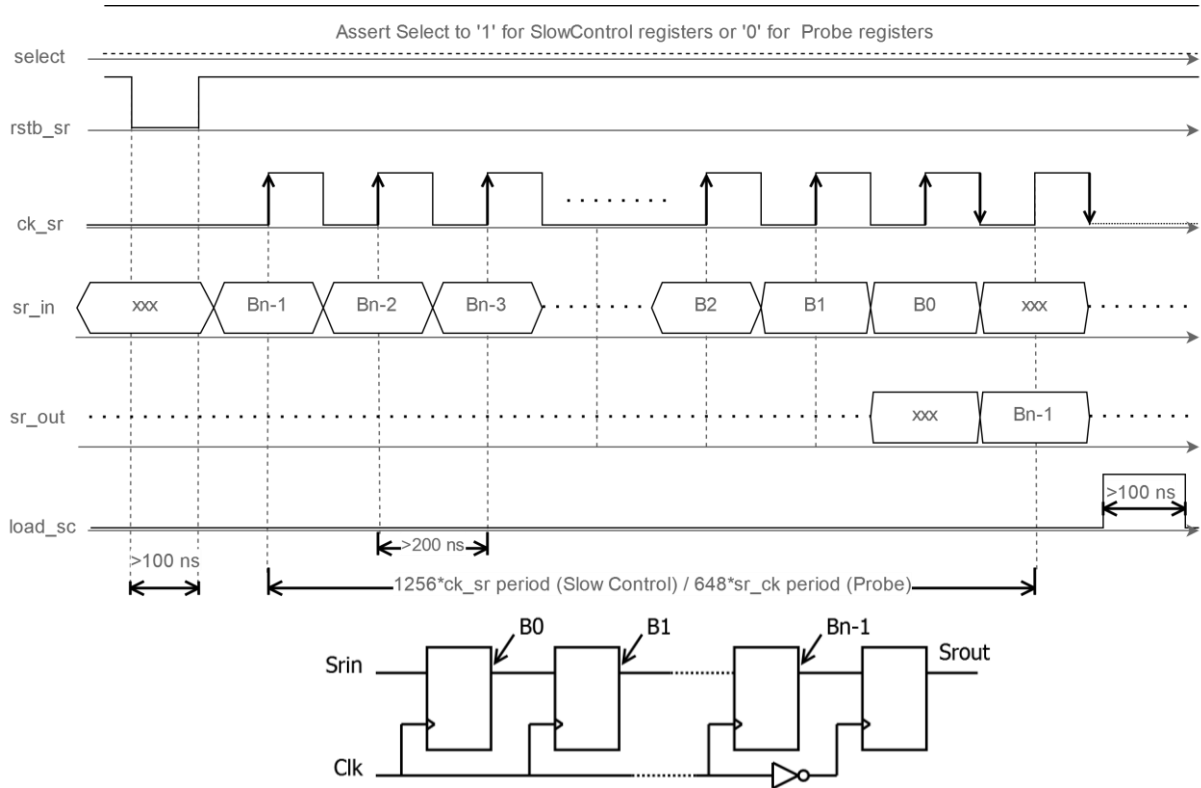 Assert Select to '1' for SlowControl registers or '0' for Probe registers
select
rstb_sr
ck_sr
sr_in xxx Bn-1 Bn-2 Bn-3 B2 B1 B0 xxx
sr_out xxx Bn-1
load_sc >100 ns
>200 ns
>100 ns
1256*ck_sr period (Slow Control) / 648*sr_ck period (Probe)
B0 B1 Bn-1
Srin Srout
Clk